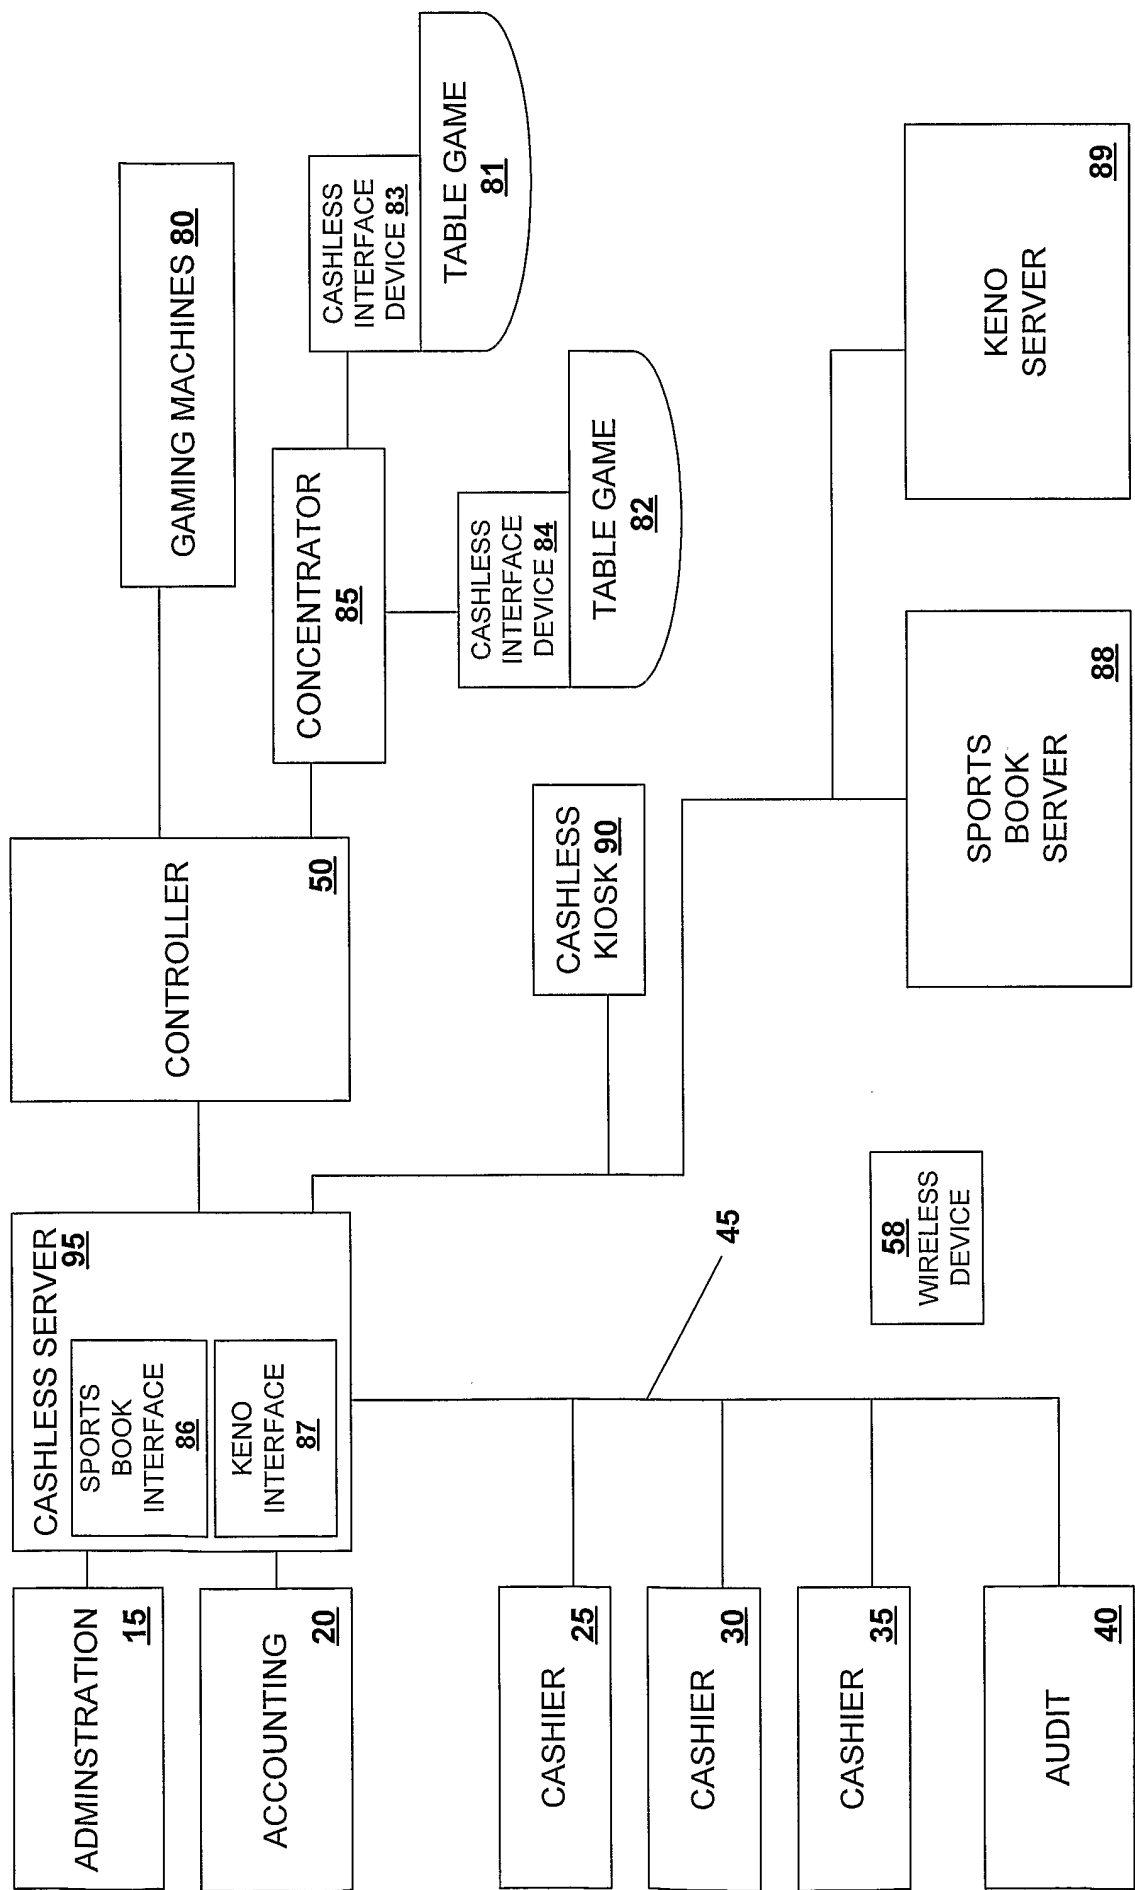 ADMINSTRATION
15
ACCOUNTING
20
CASHIER
25
CASHIER
30
CASHIER
35
AUDIT
40
CASHLESS SERVER
95
SPORTS
BOOK
INTERFACE
86
KENO
INTERFACE
87
45
58
WIRELESS
DEVICE
CONTROLLER
50
CASHLESS
KIOSK 90
GAMING MACHINES 80
CONCENTRATOR
85
CASHLESS
INTERFACE
DEVICE 83
TABLE GAME
81
CASHLESS
INTERFACE
DEVICE 84
TABLE GAME
82
SPORTS
BOOK
SERVER
88
KENO
SERVER
89